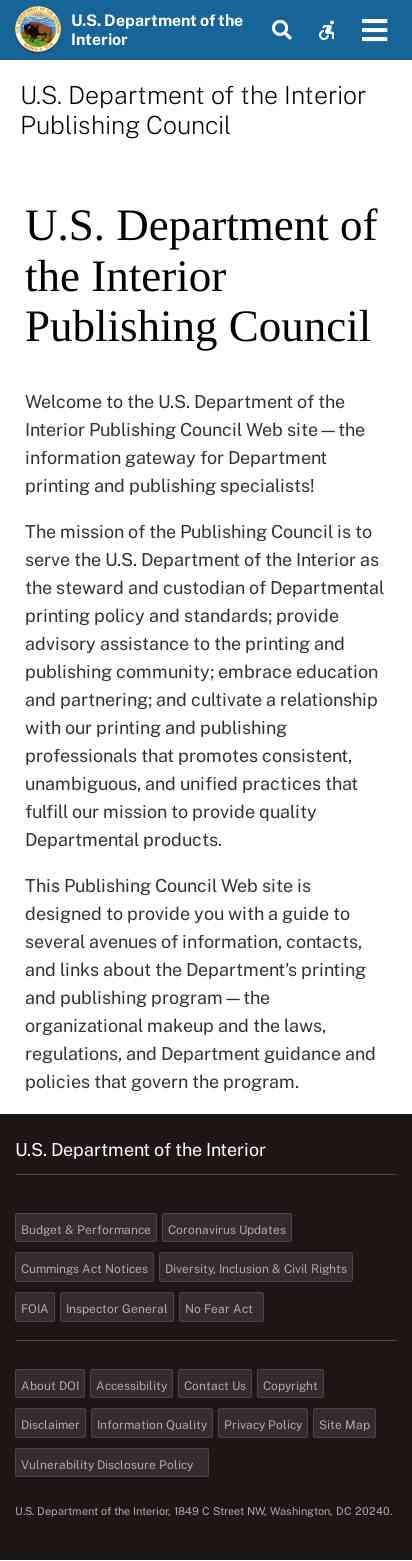 U.S. Department of the
Interior
U.S. Department of the Interior
Publishing Council
U.S. Department of
the Interior
Publishing Council
Welcome to the U.S. Department of the
Interior Publishing Council Web site — the
information gateway for Department
printing and publishing specialists!
The mission of the Publishing Council is to
serve the U.S. Department of the Interior as
the steward and custodian of Departmental
printing policy and standards; provide
advisory assistance to the printing and
publishing community; embrace education
and partnering; and cultivate a relationship
with our printing and publishing
professionals that promotes consistent,
unambiguous, and unified practices that
fulfill our mission to provide quality
Departmental products.
This Publishing Council Web site is
designed to provide you with a guide to
several avenues of information, contacts,
and links about the Department's printing
and publishing program — the
organizational makeup and the laws,
regulations, and Department guidance and
policies that govern the program.
U.S. Department of the Interior
Budget & Performance Coronavirus Updates
Cummings Act Notices Diversity, Inclusion & Civil Rights
FOIA Inspector General No Fear Act
About DOI Accessibility Contact Us Copyright
Disclaimer Information Quality Privacy Policy Site Map
Vulnerability Disclosure Policy
U.S. Department of the Interior, 1849 C Street NW, Washington, DC 20240.